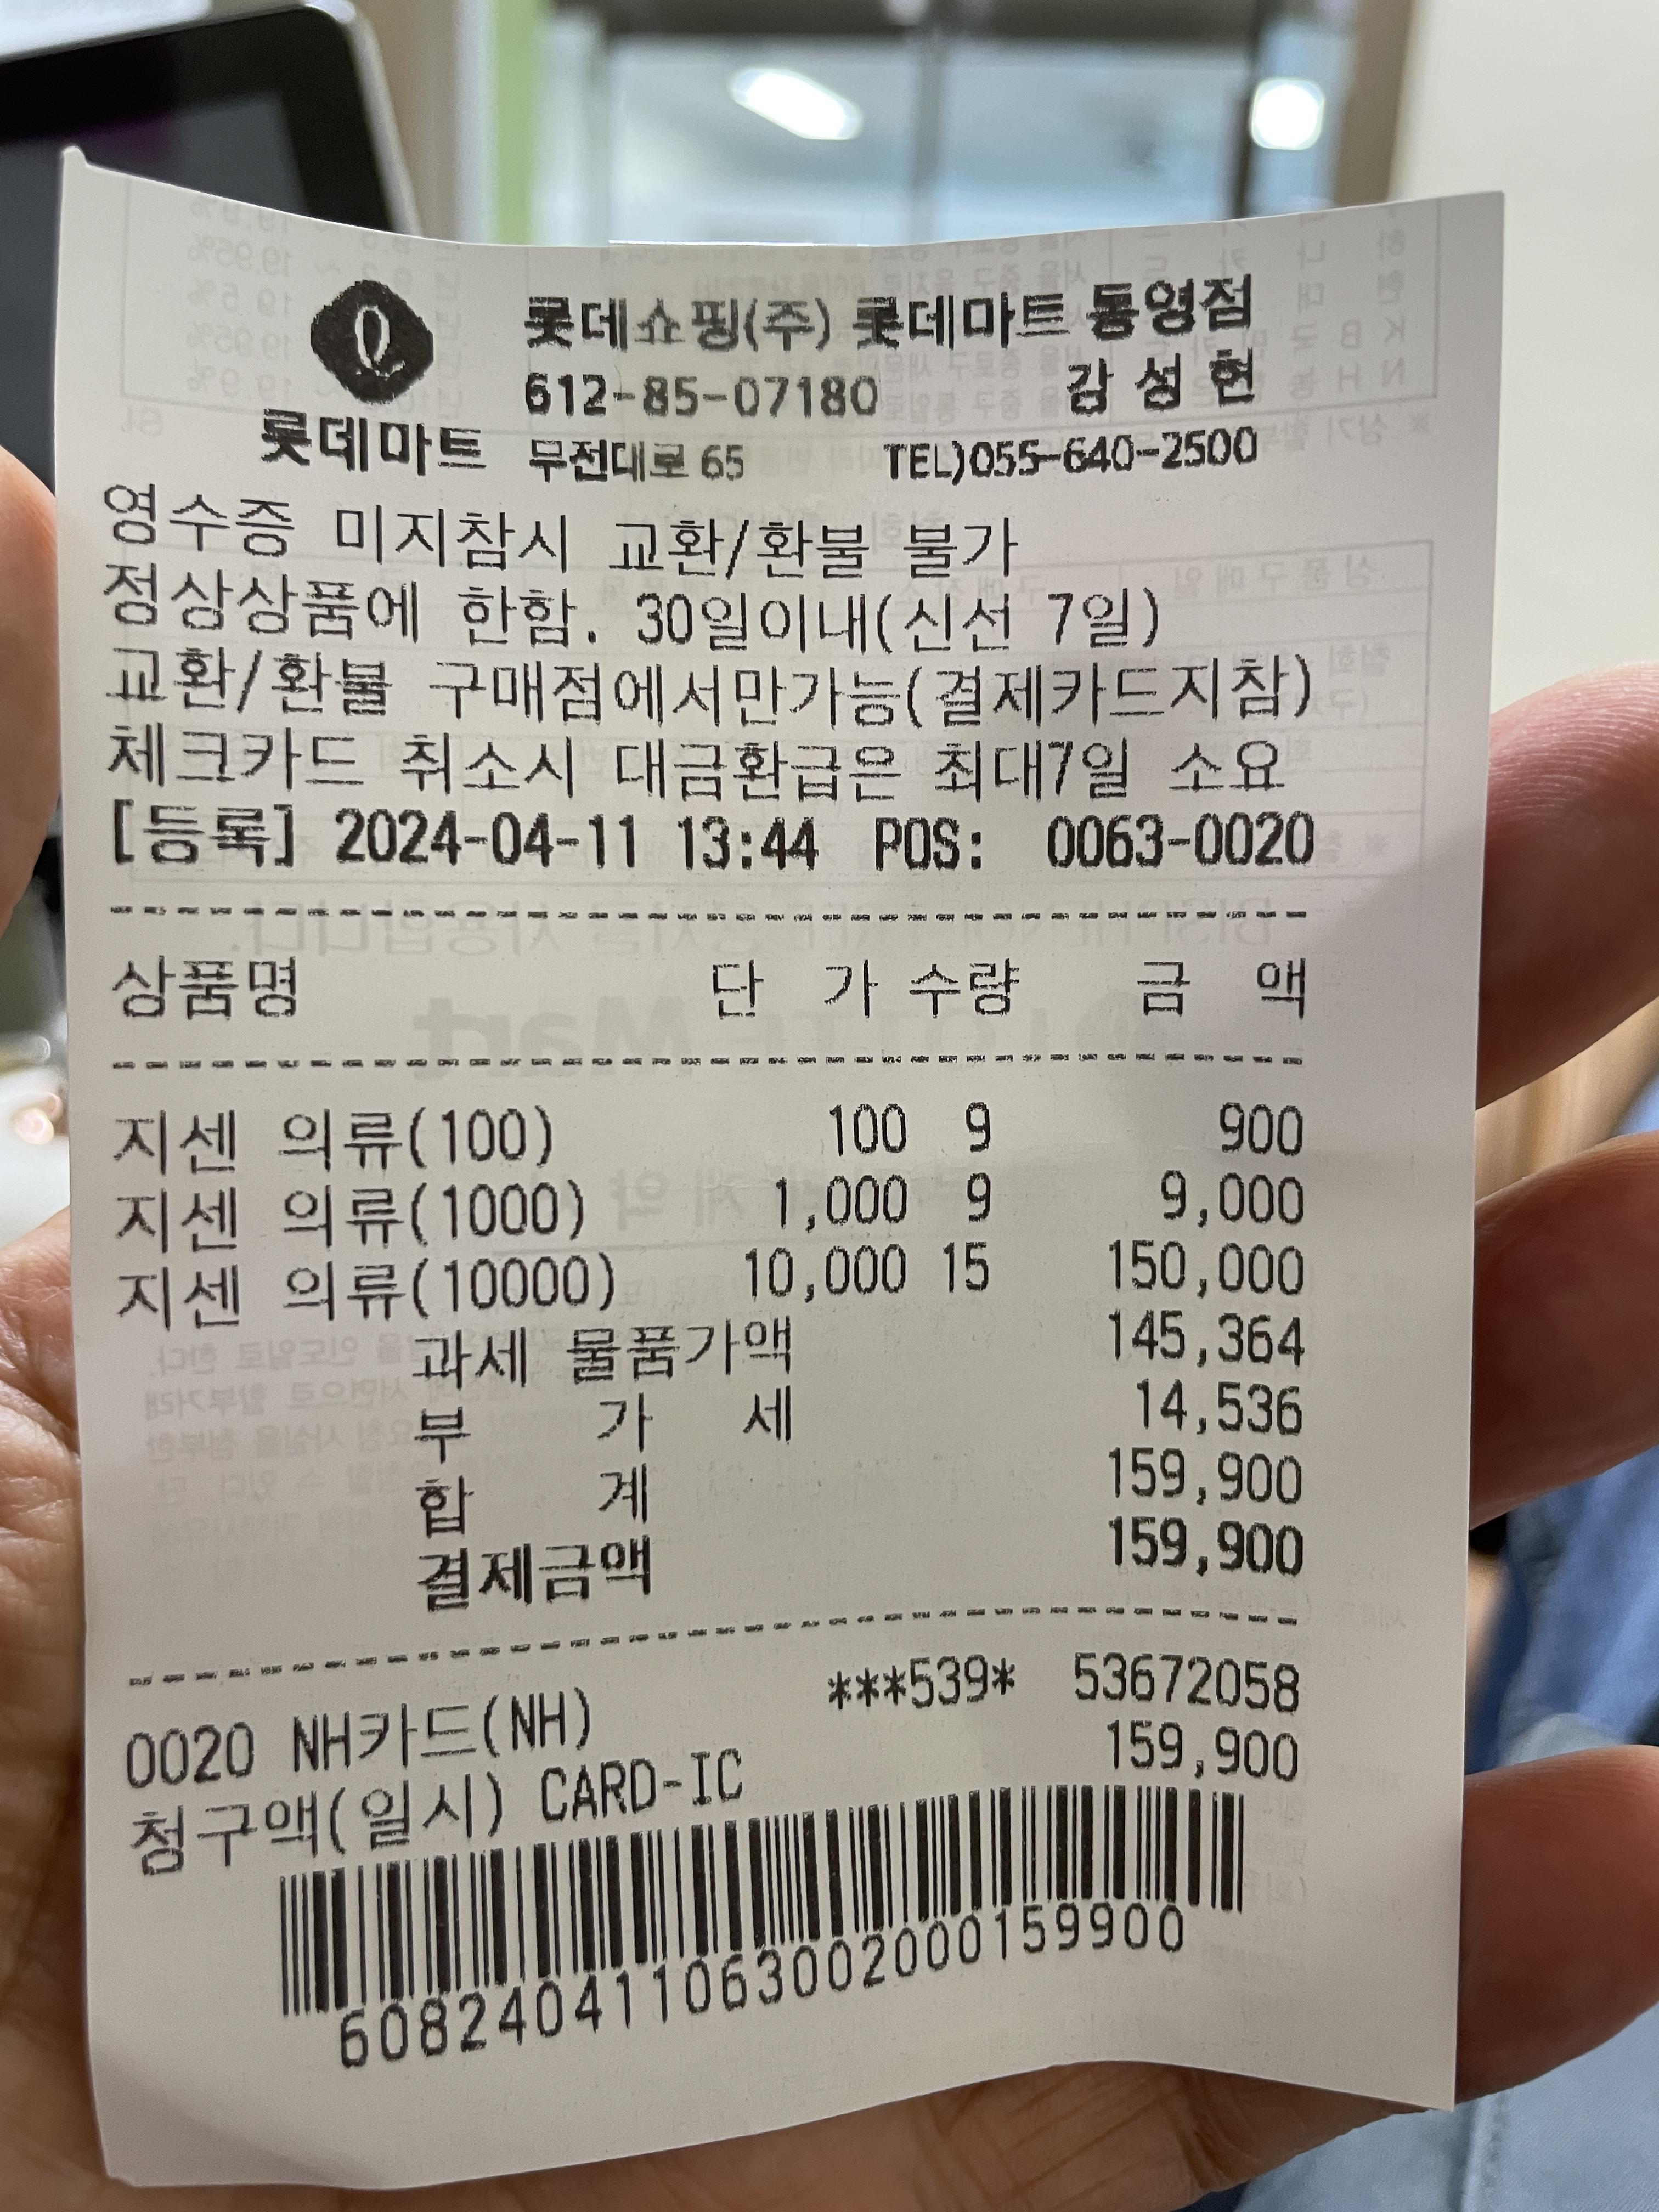 롯데쇼핑(주) 롯데마트 통영점
612-85-07180 강성현
롯데마트 무전대로 65 TEL)055-640-2500
영수증 미지참시 교환/환불 불가
정상상품에 한함. 30일이내(신선 7일)
교환/환불 구매점에서만가능(결제카드지참)
체크카드 취소시 대금환급은 최대7일 소요
[등록] 2024-04-11 13:44 POS: 0063-0020
상품명 단 가 수량 금 액
지센 의류(100) 100 9 900
지센 의류(1000) 1,000 9 9,000
지센 의류(10000) 10,000 15 150,000
과세 물품가액 145,364
부 가 세 14,536
합 계 159,900
결제금액 159,900
0020 NH카드(NH) ***539* 53672058
청구액(일시) CARD-IC 159,900
6082404110630020001​59900